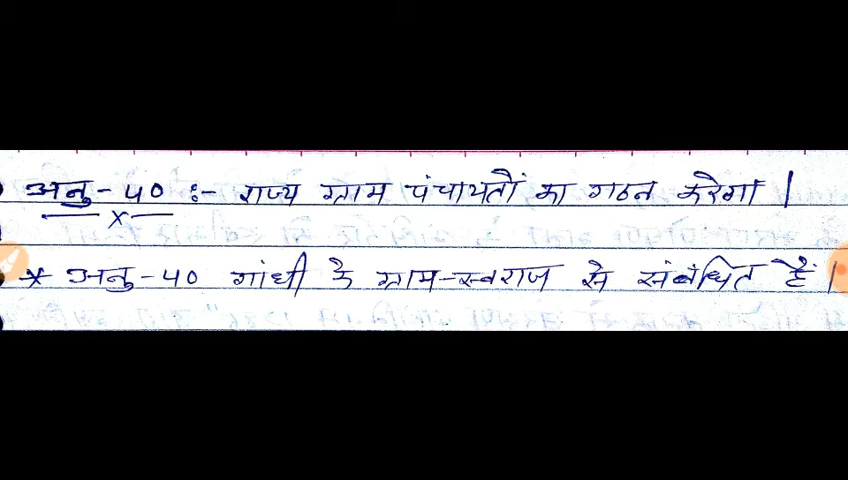 अनु - 40 :- राज्य ग्राम पंचायतों का गठन करेगा |
* अनु - 40 गांधी के ग्राम-स्वराज से संबंधित हैं |